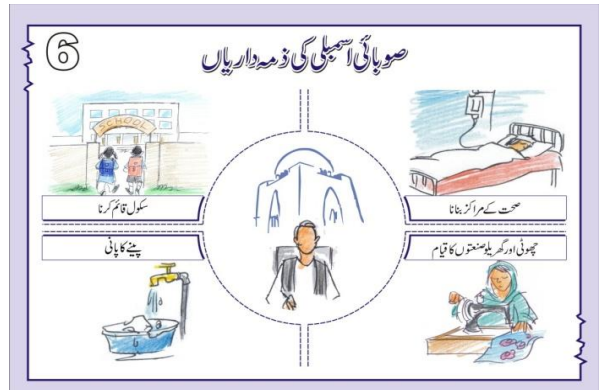 6
صوبائی اسمبلی کی ذمہ داریاں
SCHOOL
صحت کے مراکز بنانا
سکول قائم کرنا
چھوٹی اور گھریلو صنعتوں کا قیام
پینے کا پانی